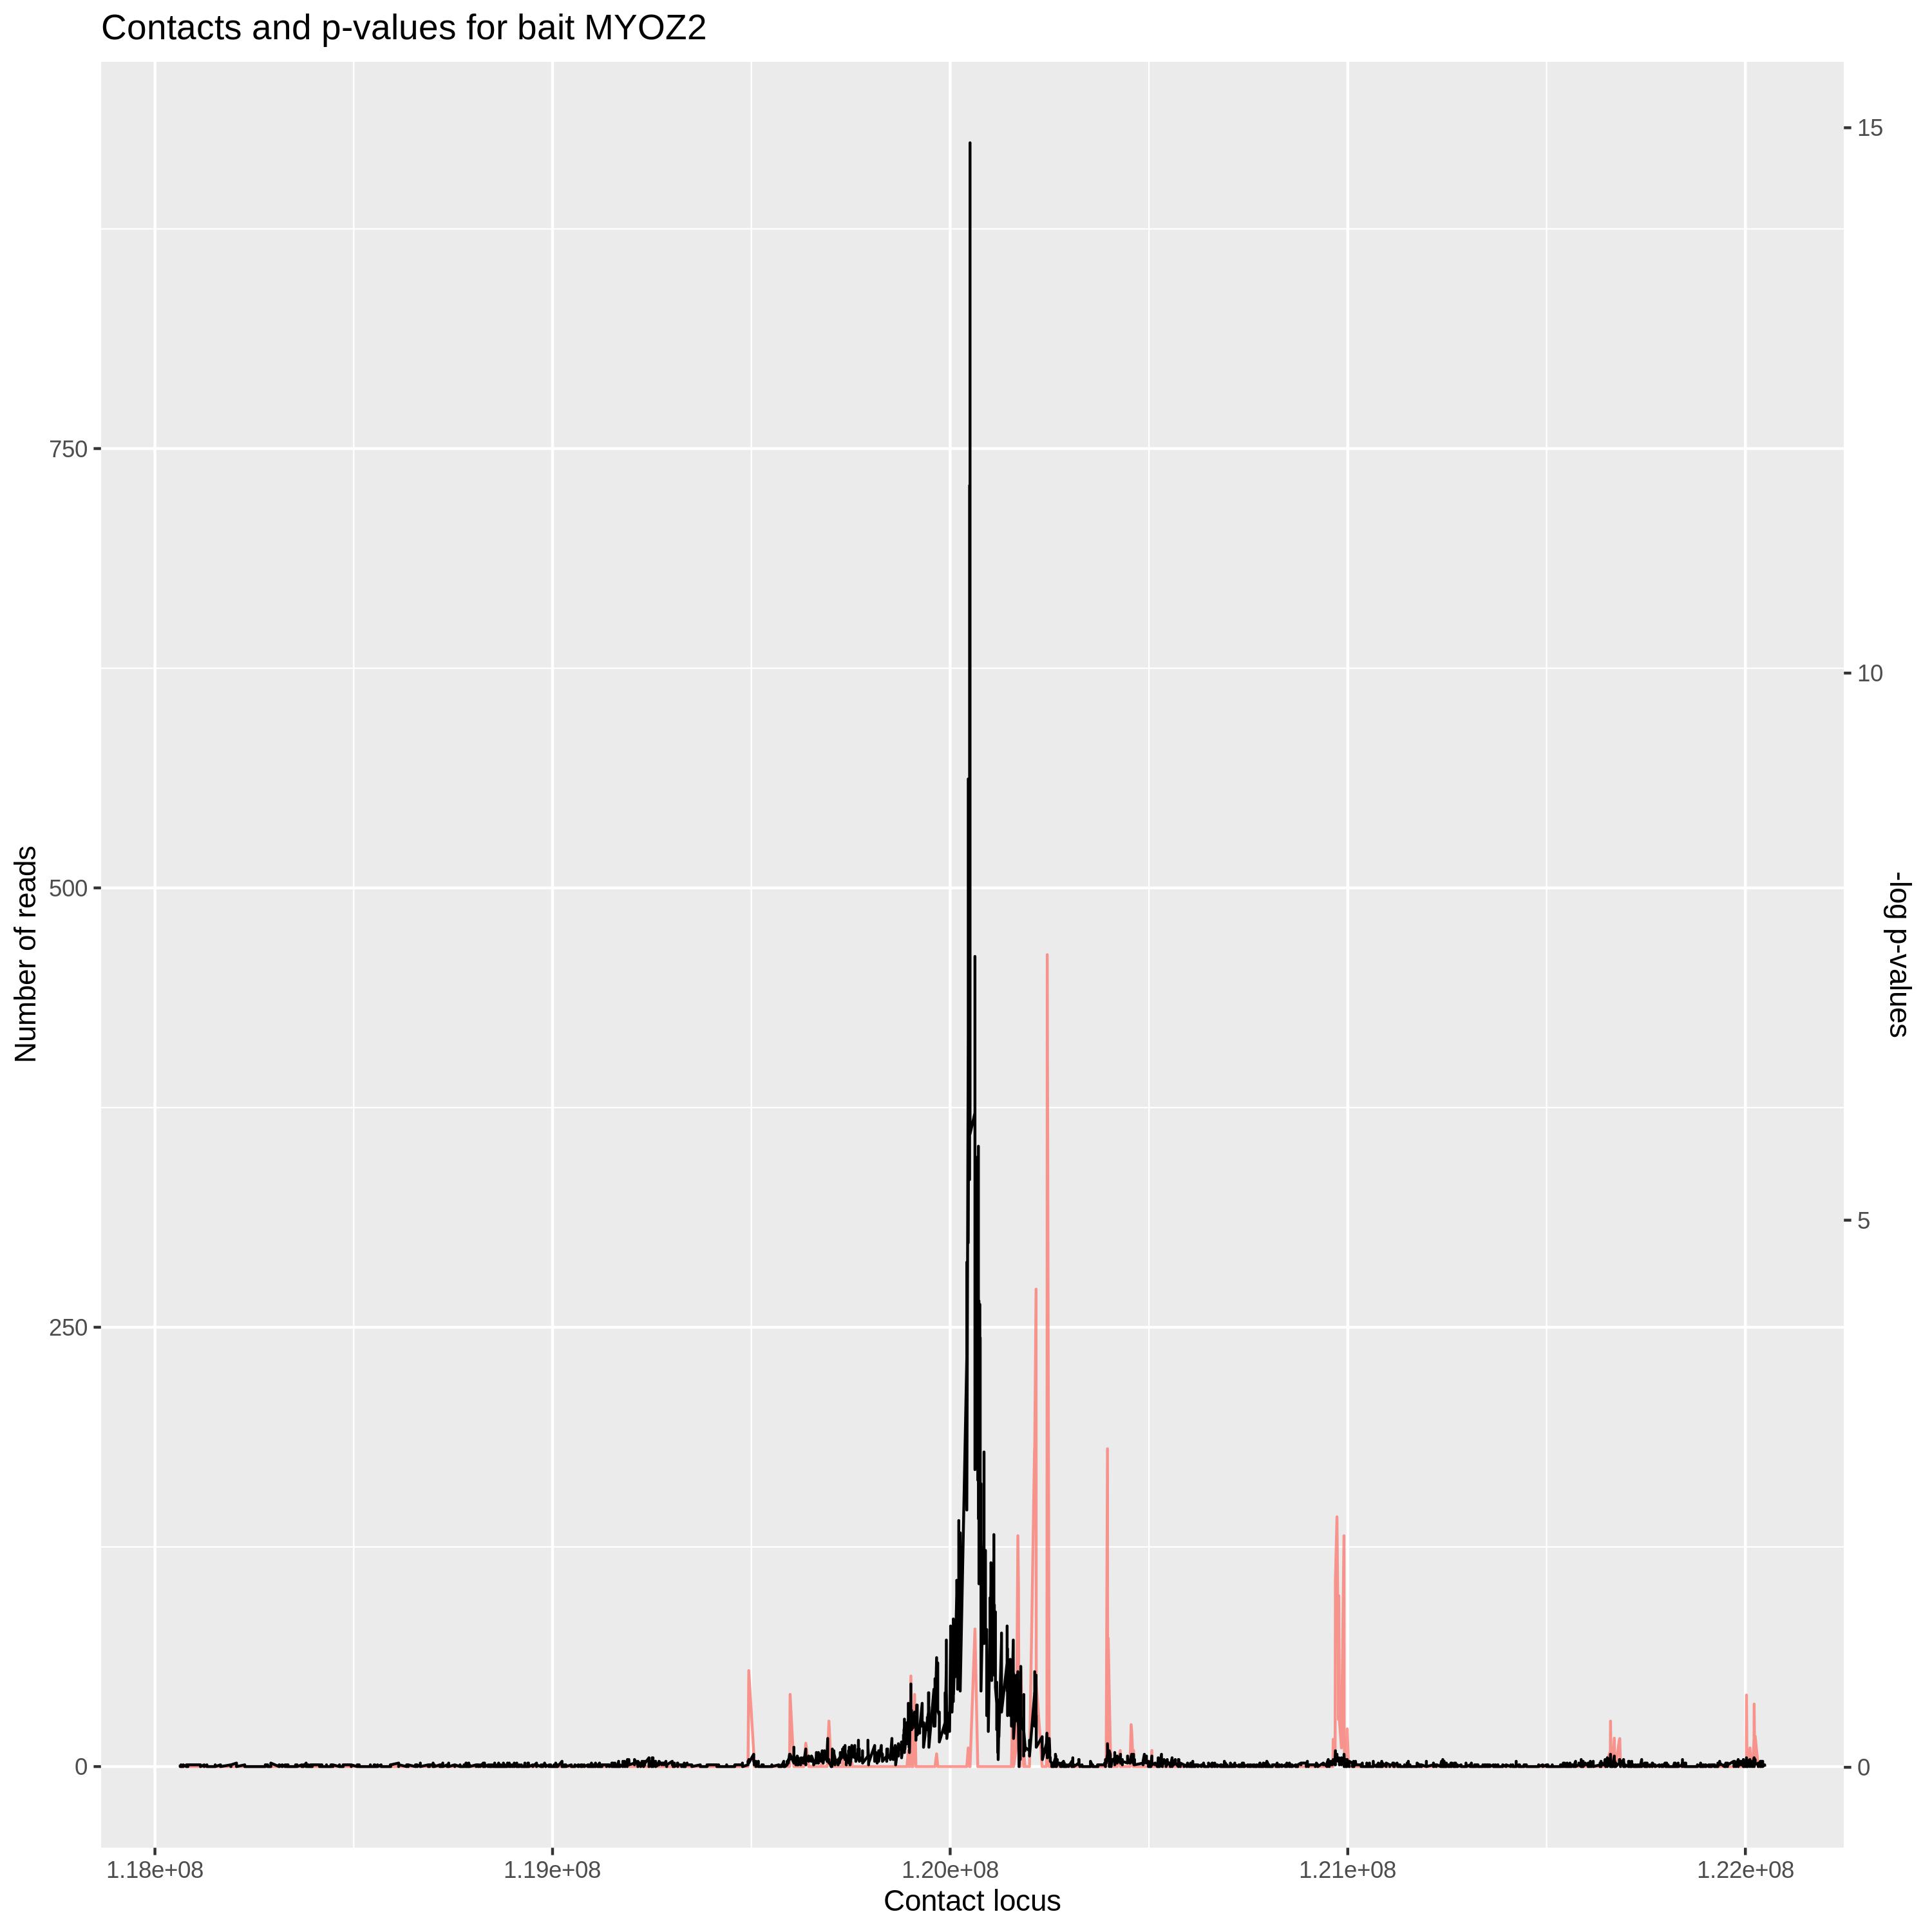 Contacts and p-values for bait MYOZ2
15
750
10
500
Number of reads
-log p-values
5
250
0
0
1.18e+08
1.19e+08
1.20e+08
1.21e+08
1.22e+08
Contact locus